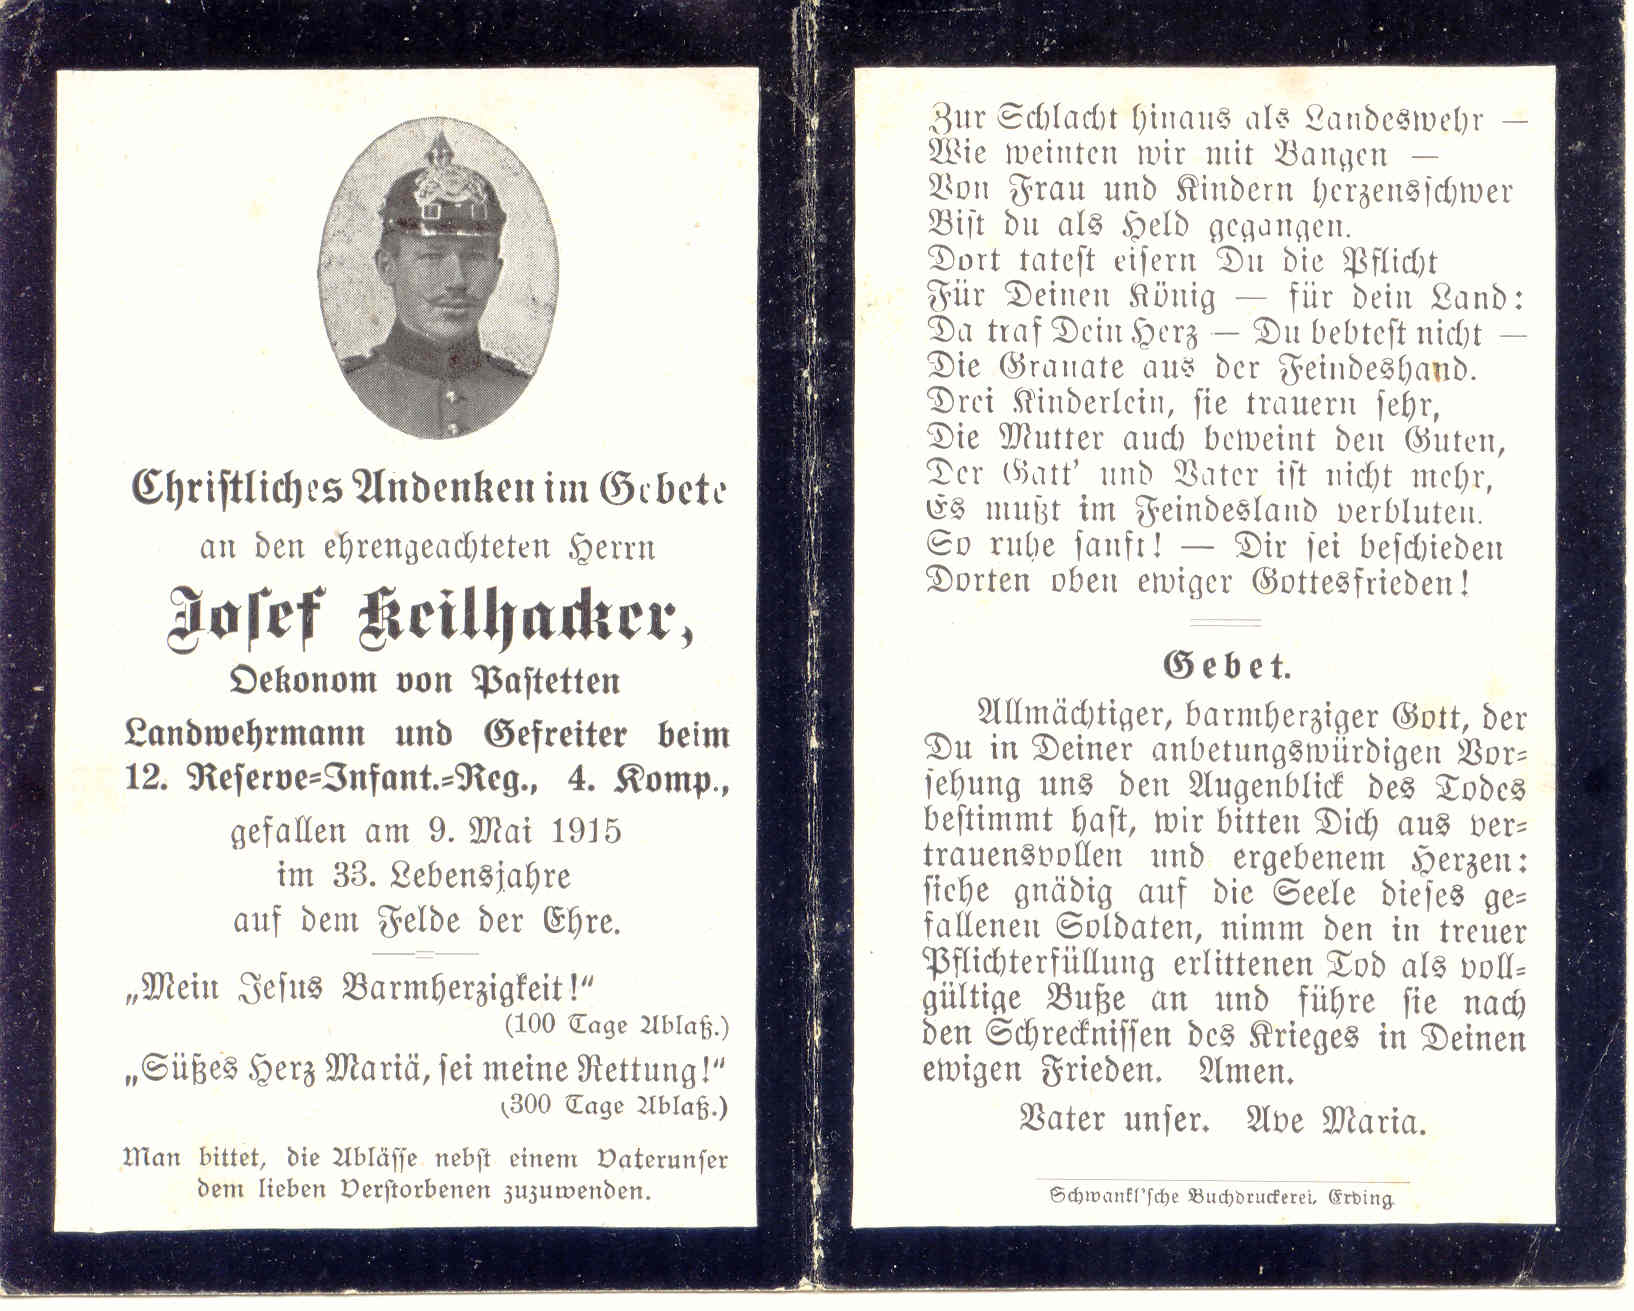 Christliches Andenken im Gebete
an den ehrengeachteten Herrn
Josef Keilhacker,
Oekonom von Pastetten
Landwehrmann und Gefreiter beim
12. Reserve-Infant.-Reg., 4. Komp.,
gefallen am 9. Mai 1915
im 33. Lebensjahre
auf dem Felde der Ehre.
„Mein Jesus Barmherzigkeit!“
(100 Tage Ablaß.)
„Süßes Herz Mariä, sei meine Rettung!“
(300 Tage Ablaß.)
Man bittet, die Ablässe nebst einem Vaterunser
dem lieben Verstorbenen zuzuwenden.
Zur Schlacht hinaus als Landeswehr —
Wie weinten wir mit Bangen —
Von Frau und Kindern herzensschwer
Bist du als Held gegangen.
Dort tatest eisern Du die Pflicht
Für Deinen König — für dein Land:
Da traf Dein Herz — Du bebtest nicht —
Die Granate aus der Feindeshand.
Drei Kinderlein, sie trauern sehr,
Die Mutter auch beweint den Guten,
Der Gatt' und Vater ist nicht mehr,
Es mußt im Feindesland verbluten.
So ruhe sanft! — Dir sei beschieden
Dorten oben ewiger Gottesfrieden!
Gebet.
Allmächtiger, barmherziger Gott, der
Du in Deiner anbetungswürdigen Vor-
sehung uns den Augenblick des Todes
bestimmt hast, wir bitten Dich aus ver-
trauensvollen und ergebenem Herzen:
siehe gnädig auf die Seele dieses ge-
fallenen Soldaten, nimm den in treuer
Pflichterfüllung erlittenen Tod als voll-
gültige Buße an und führe sie nach
den Schrecknissen des Krieges in Deinen
ewigen Frieden. Amen.
Vater unser. Ave Maria.
Schwankl'sche Buchdruckerei, Erding